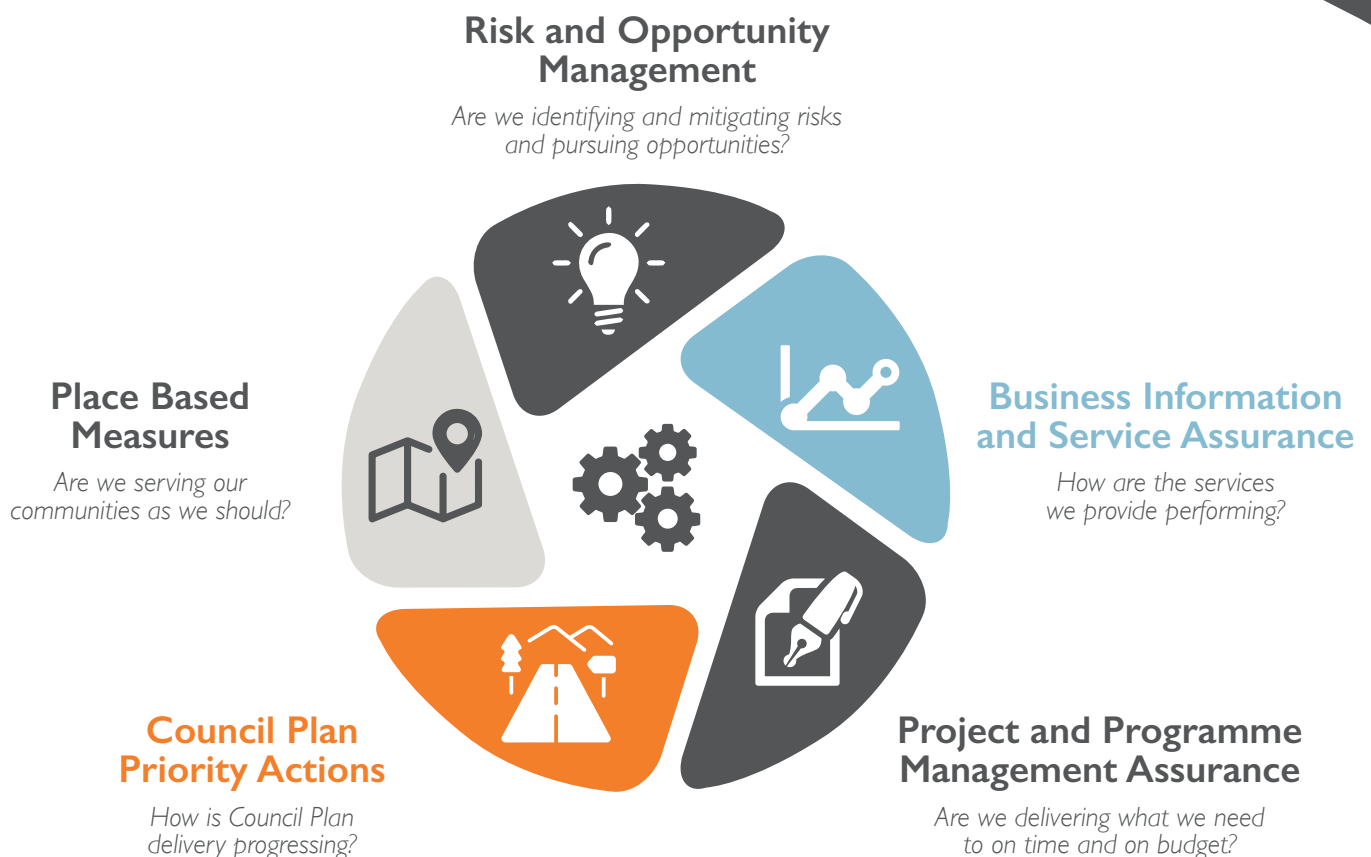 Risk and Opportunity
Management
Are we identifying and mitigating risks
and pursuing opportunities?
Place Based
Measures
Are we serving our
communities as we should?
Business Information
and Service Assurance
How are the services
we provide performing?
Council Plan
Priority Actions
How is Council Plan
delivery progressing?
Project and Programme
Management Assurance
Are we delivering what we need
to on time and on budget?